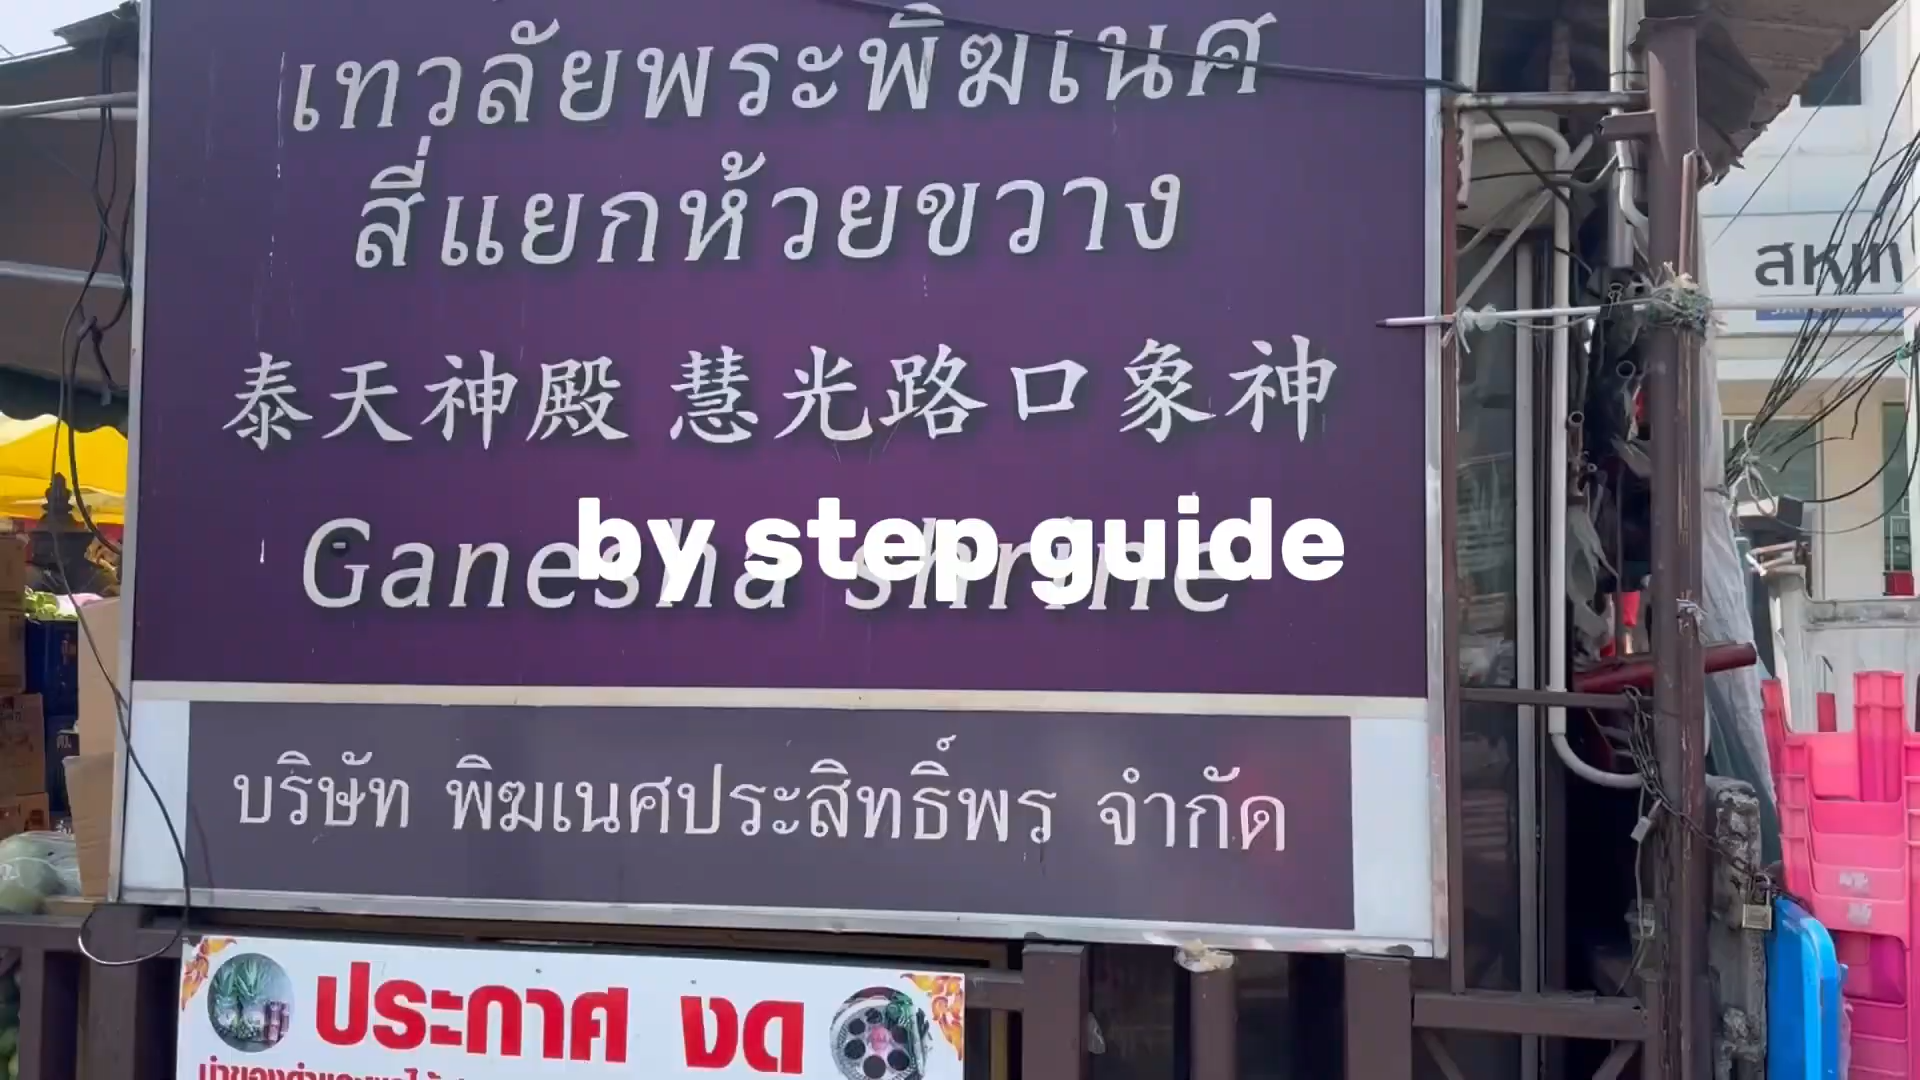 เทวลัยพระพิฆเนศ
สี่แยกห้วยขวาง
泰天神殿 慧光路口象神
Ganesha shrine
by step guide
บริษัท พิฆเนศประสิทธิ์พร จำกัด
ประกาศ งด